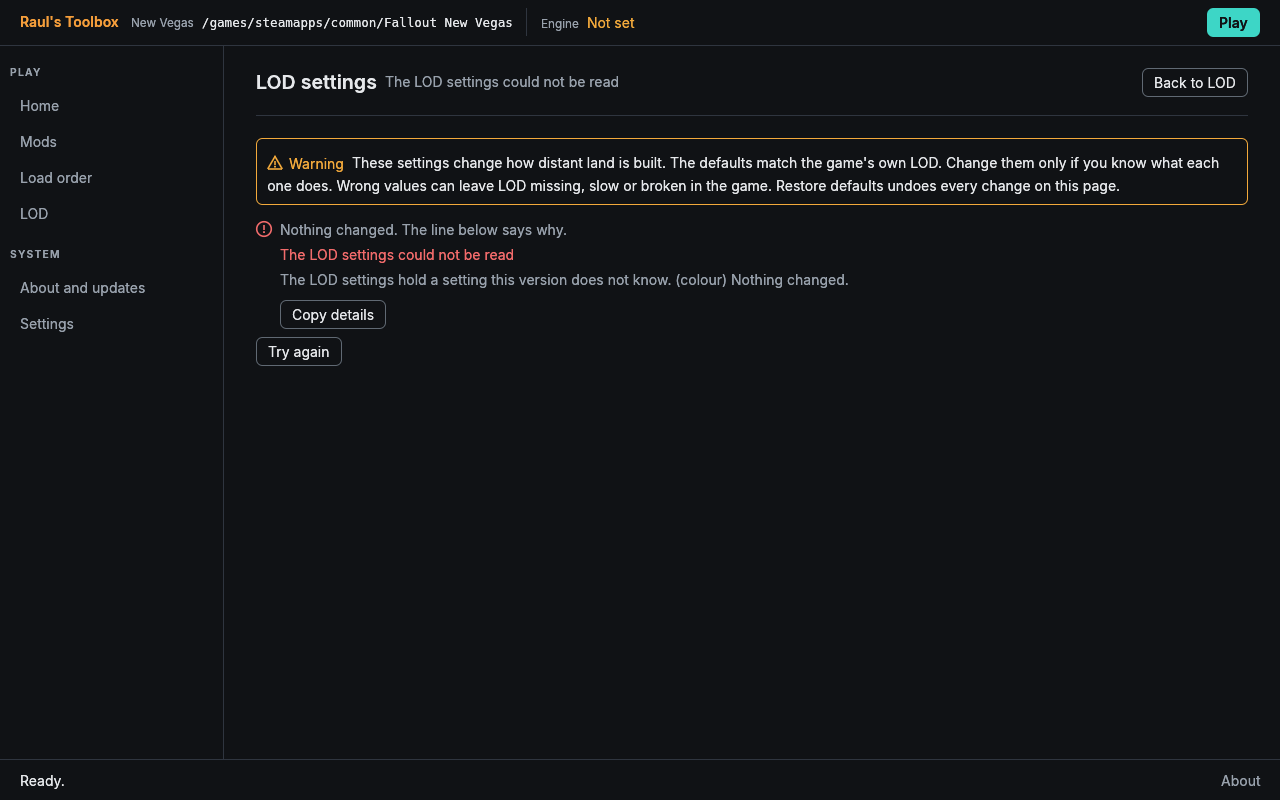 Raul's Toolbox New Vegas /games/steamapps/common/Fallout New Vegas Engine Not set Play
PLAY
Home
Mods
Load order
LOD
SYSTEM
About and updates
Settings
LOD settings The LOD settings could not be read Back to LOD
Warning These settings change how distant land is built. The defaults match the game's own LOD. Change them only if you know what each
one does. Wrong values can leave LOD missing, slow or broken in the game. Restore defaults undoes every change on this page.
Nothing changed. The line below says why.
The LOD settings could not be read
The LOD settings hold a setting this version does not know. (colour) Nothing changed.
Copy details
Try again
Ready. About